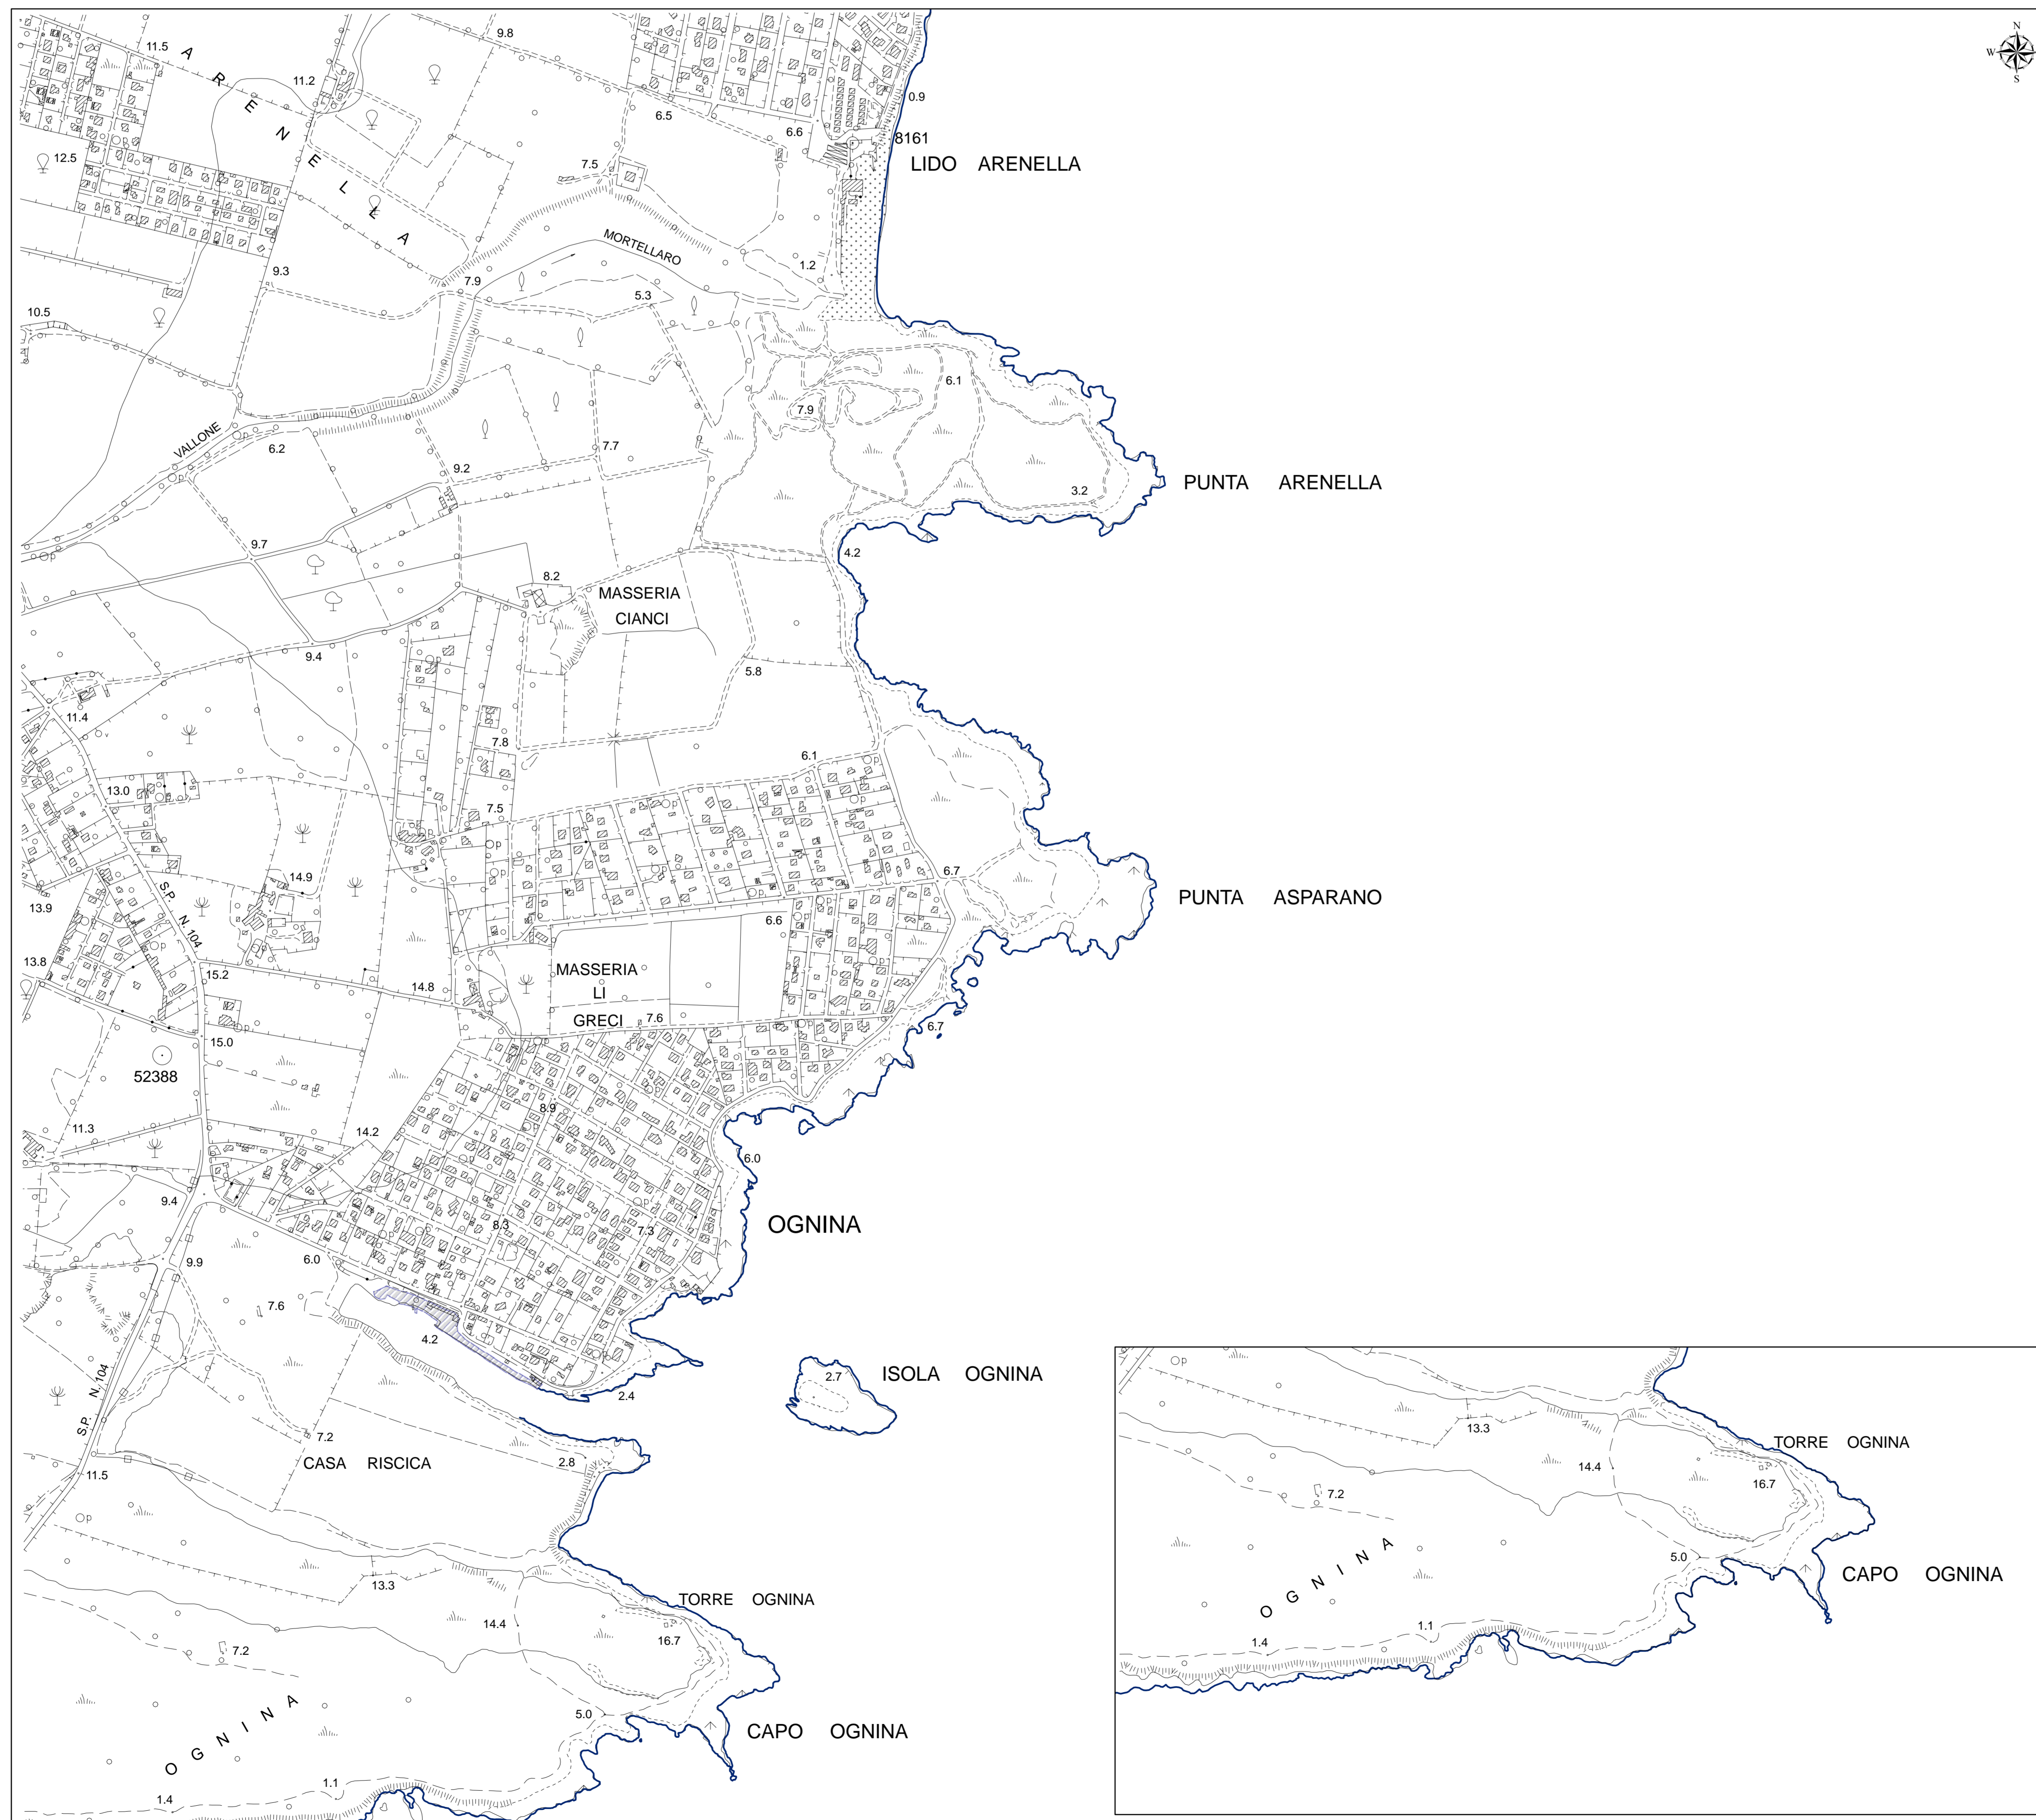 N
W
S
11.5
A R E N E L L A
11.2
9.8
6.5
6.6
0.9
8161
LIDO ARENELLA
12.5
p
7.5
v
9.3
MORTELLARO
1.2
7.9
5.3
10.5
6.1
7.9
VALLONE
p
6.2
9.2
7.7
p
3.2
PUNTA ARENELLA
p
9.7
4.2
8.2
MASSERIA
CIANCI
9.4
p
5.8
11.4
v
7.8
6.1
p
13.0
7.5
p
p
p
p
p
14.9
p
p
6.7
13.9
S.P. N. 104
p
p
6.6
p
p
PUNTA ASPARANO
13.8
p
15.2
14.8
MASSERIA
LI
GRECI
7.6
p
p
6.7
15.0
p
p
52388
8.9
p
11.3
14.2
p
6.0
9.4
p
8.3
7.3
OGNINA
9.9
6.0
p
7.6
4.2
ISOLA OGNINA
2.7
2.4
S.P. N. 104
7.2
CASA RISCICA
2.8
11.5
p
13.3
14.4
TORRE OGNINA
16.7
7.2
O G N I N A
5.0
CAPO OGNINA
1.1
1.4
p
13.3
TORRE OGNINA
14.4
16.7
7.2
O G N I N A
5.0
CAPO OGNINA
1.1
1.4